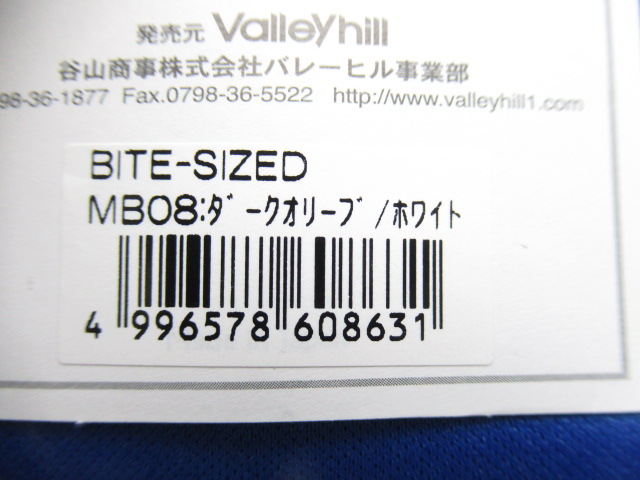 発売元 Valleyhill
谷山商事株式会社バレーヒル事業部
98-36-1877 Fax.0798-36-5522 http://www.valleyhill1.com
BITE-SIZED
MB08:ﾀﾞｰｸオﾘｰﾌﾞ/ﾎﾜｲﾄ
4 996578 608631